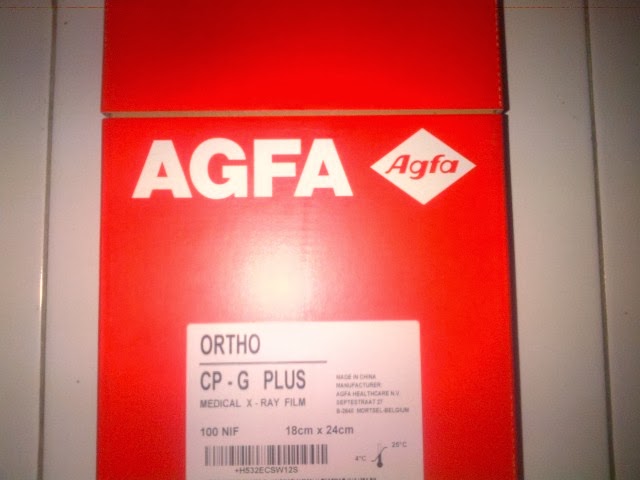 AGFA Agfa
ORTHO
CP - G PLUS
MEDICAL X - RAY FILM
MADE IN CHINA
MANUFACTURER
AGFA HEALTHCARE N.V.
SEPTESTRAAT 27
B-2640 MORTSEL-BELGIUM
100 NIF 18cm x 24cm
+H532ECSW12S
4°C 25°C